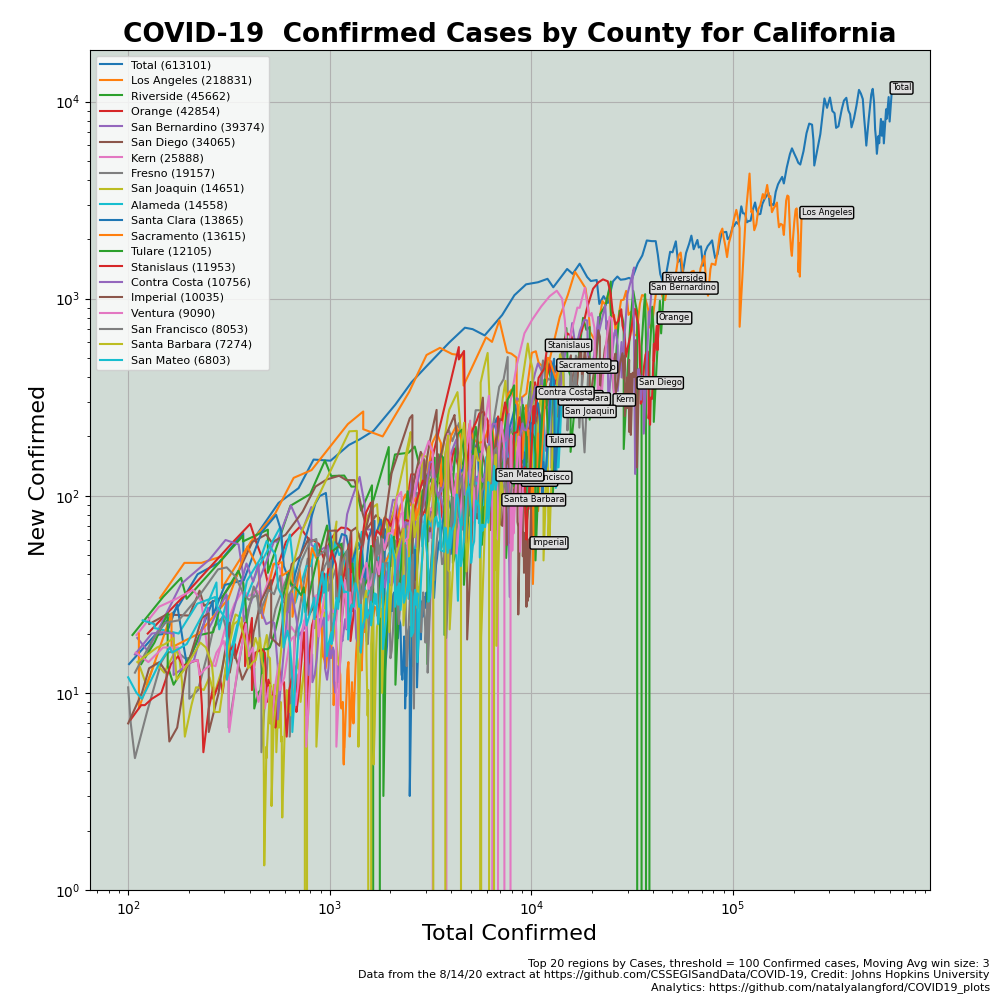 COVID-19  Confirmed Cases by County for California
Total (613101)
Los Angeles (218831)
Riverside (45662)
Orange (42854)
San Bernardino (39374)
San Diego (34065)
Kern (25888)
Fresno (19157)
San Joaquin (14651)
Alameda (14558)
Santa Clara (13865)
Sacramento (13615)
Tulare (12105)
Stanislaus (11953)
Contra Costa (10756)
Imperial (10035)
Ventura (9090)
San Francisco (8053)
Santa Barbara (7274)
San Mateo (6803)
Total
Los Angeles
Riverside
San Bernardino
Orange
Stanislaus
Sacramento
San Diego
Contra Costa
Kern
San Joaquin
Tulare
San Mateo
Santa Barbara
Imperial
New Confirmed
10⁴
10³
10²
10¹
10⁰
10² 10³ 10⁴ 10⁵
Total Confirmed
Top 20 regions by Cases, threshold = 100 Confirmed cases, Moving Avg win size: 3
Data from the 8/14/20 extract at https://github.com/CSSEGISandData/COVID-19, Credit: Johns Hopkins University
Analytics: https://github.com/natalyalangford/COVID19_plots